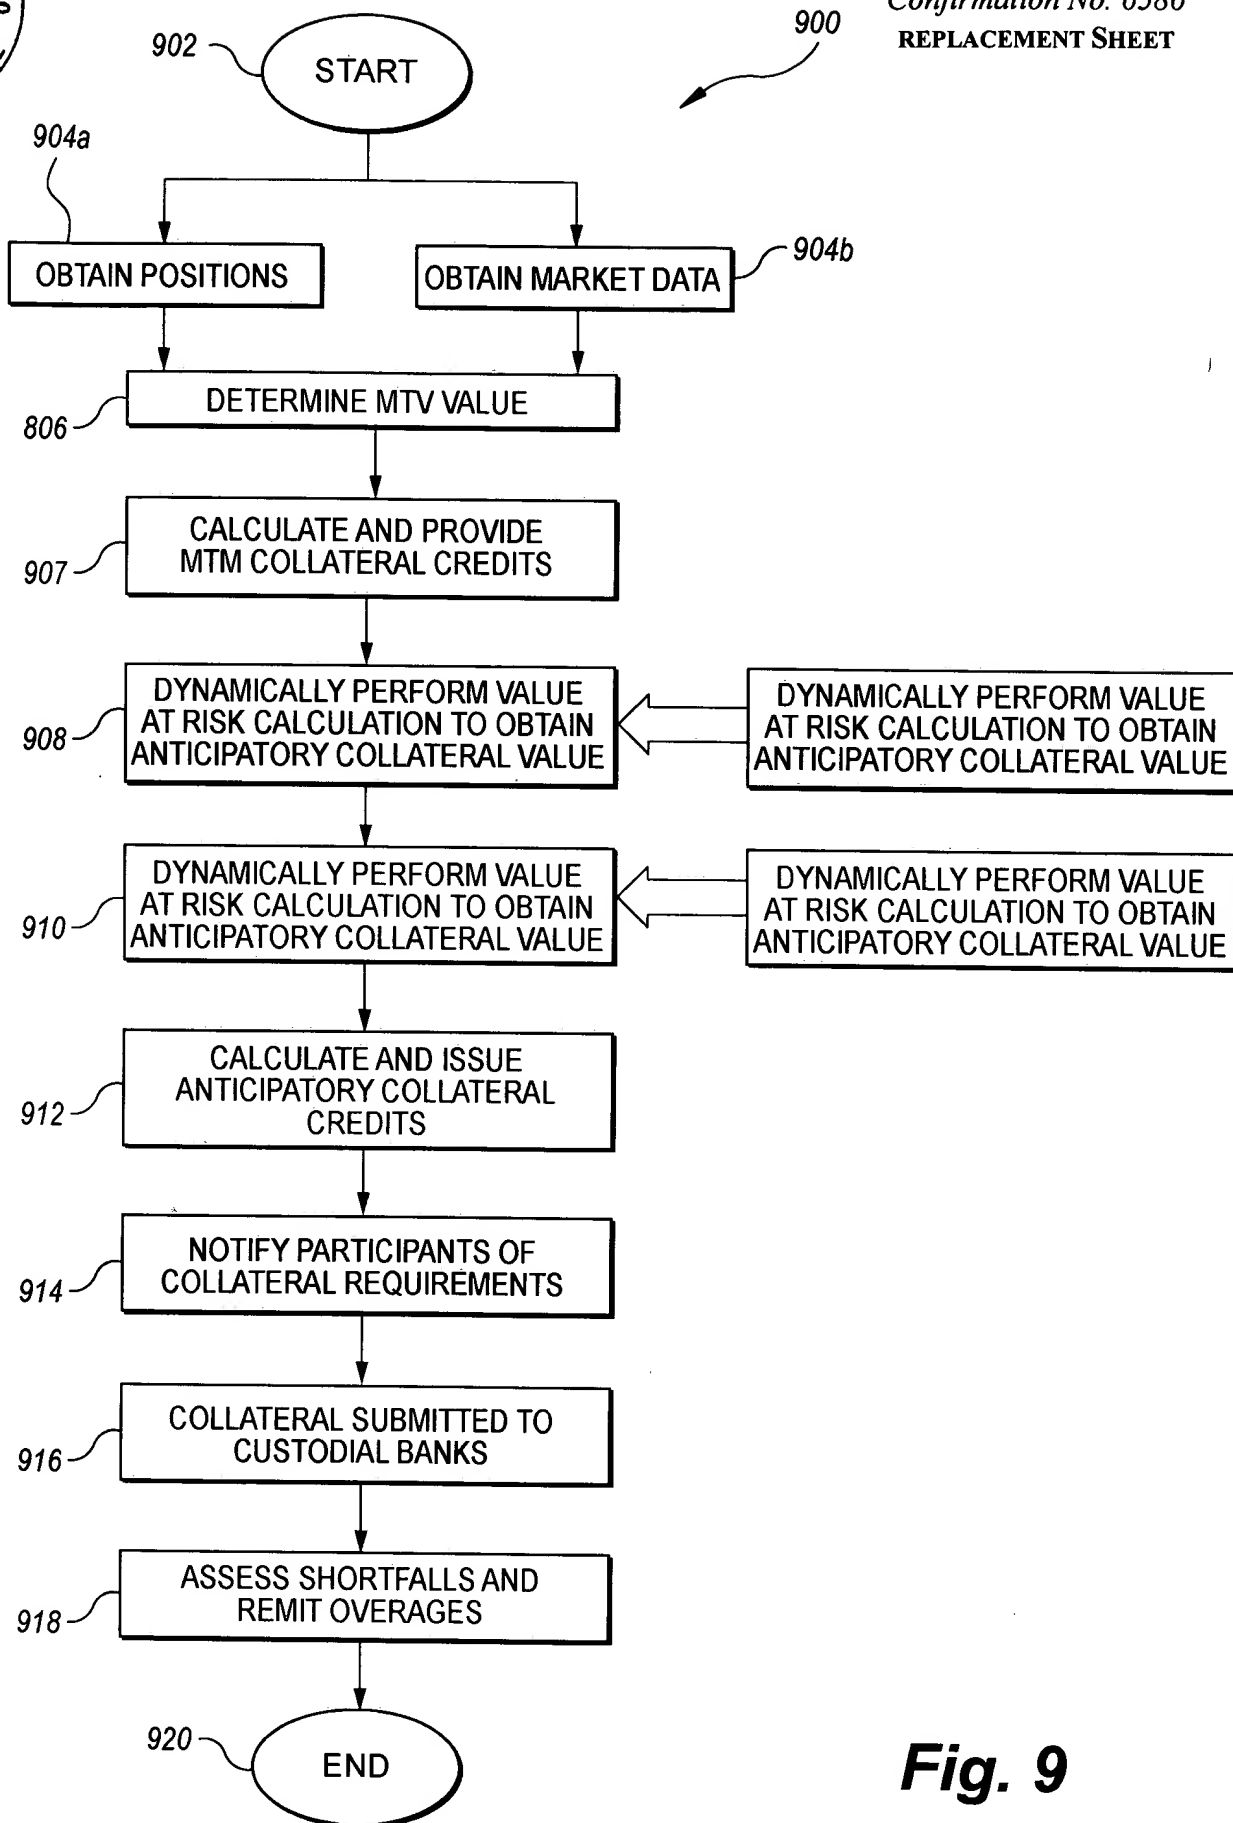 REPLACEMENT SHEET
900
902
START
904a
OBTAIN POSITIONS
904b
OBTAIN MARKET DATA
806
DETERMINE MTV VALUE
907
CALCULATE AND PROVIDE
MTM COLLATERAL CREDITS
908
DYNAMICALLY PERFORM VALUE
AT RISK CALCULATION TO OBTAIN
ANTICIPATORY COLLATERAL VALUE
DYNAMICALLY PERFORM VALUE
AT RISK CALCULATION TO OBTAIN
ANTICIPATORY COLLATERAL VALUE
910
DYNAMICALLY PERFORM VALUE
AT RISK CALCULATION TO OBTAIN
ANTICIPATORY COLLATERAL VALUE
DYNAMICALLY PERFORM VALUE
AT RISK CALCULATION TO OBTAIN
ANTICIPATORY COLLATERAL VALUE
912
CALCULATE AND ISSUE
ANTICIPATORY COLLATERAL
CREDITS
914
NOTIFY PARTICIPANTS OF
COLLATERAL REQUIREMENTS
916
COLLATERAL SUBMITTED TO
CUSTODIAL BANKS
918
ASSESS SHORTFALLS AND
REMIT OVERAGES
920
END
Fig. 9